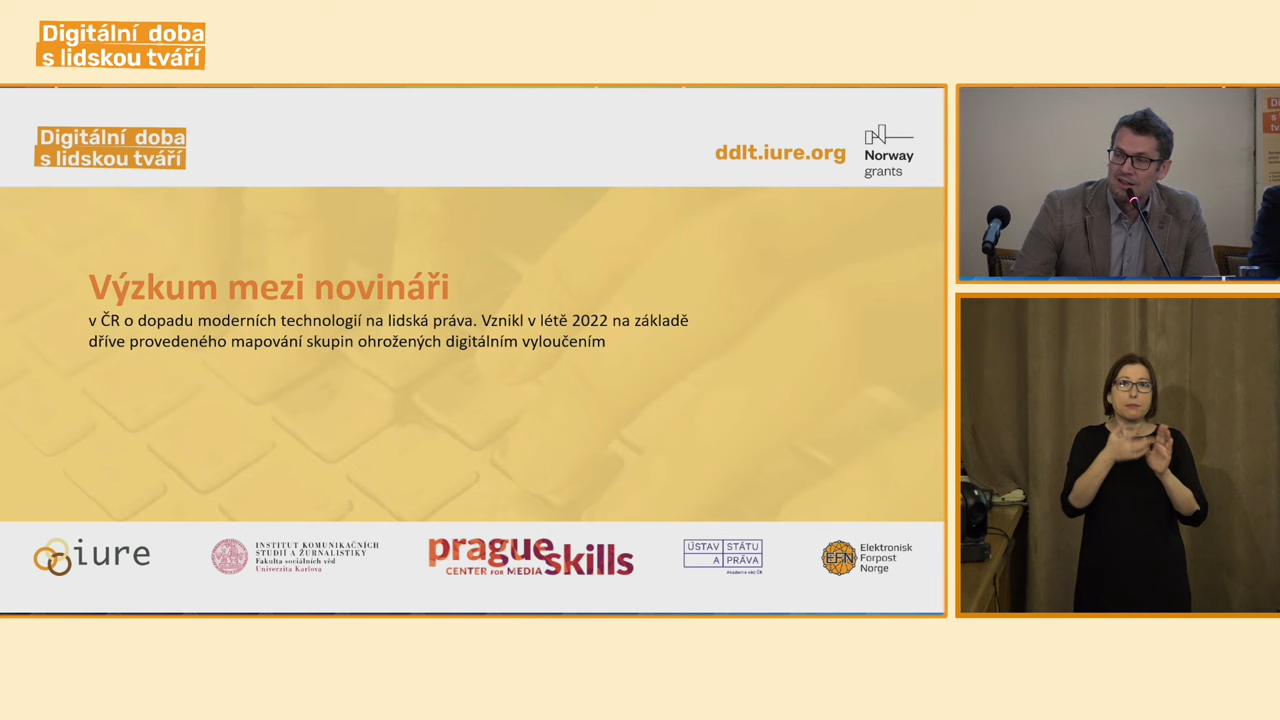 Digitální doba
s lidskou tváří
Digitální doba
s lidskou tváří
ddlt.iure.org
Norway
grants
Výzkum mezi novináři
v ČR o dopadu moderních technologií na lidská práva. Vznikl v létě 2022 na základě
dříve provedeného mapování skupin ohrožených digitálním vyloučením
iure
INSTITUT KOMUNIKAČNÍCH
STUDIÍ A ŽURNALISTIKY
Fakulta sociálních věd
Univerzita Karlova
prague skills
CENTER FOR MEDIA
ÚSTAV STÁTU
A PRÁVA
Akademie věd ČR
EFN
Elektronisk
Forpost
Norge